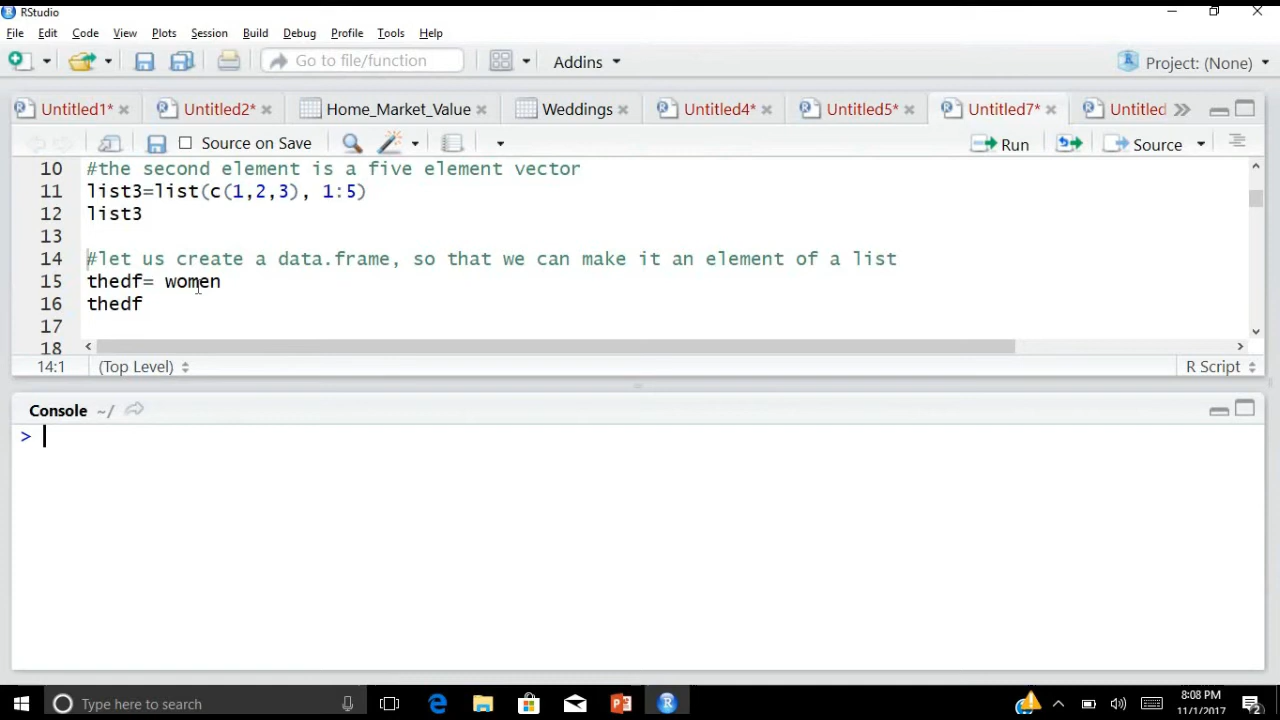 RStudio
File Edit Code View Plots Session Build Debug Profile Tools Help
Go to file/function Addins Project: (None)
Untitled1* Untitled2* Home_Market_Value Weddings Untitled4* Untitled5* Untitled7* Untitled
Source on Save Run Source
10 #the second element is a five element vector
11 list3=list(c(1,2,3), 1:5)
12 list3
13
14 #let us create a data.frame, so that we can make it an element of a list
15 thedf= women
16 thedf
17
18
14:1 (Top Level) R Script
Console ~/
>
Type here to search
8:08 PM
11/1/2017
2